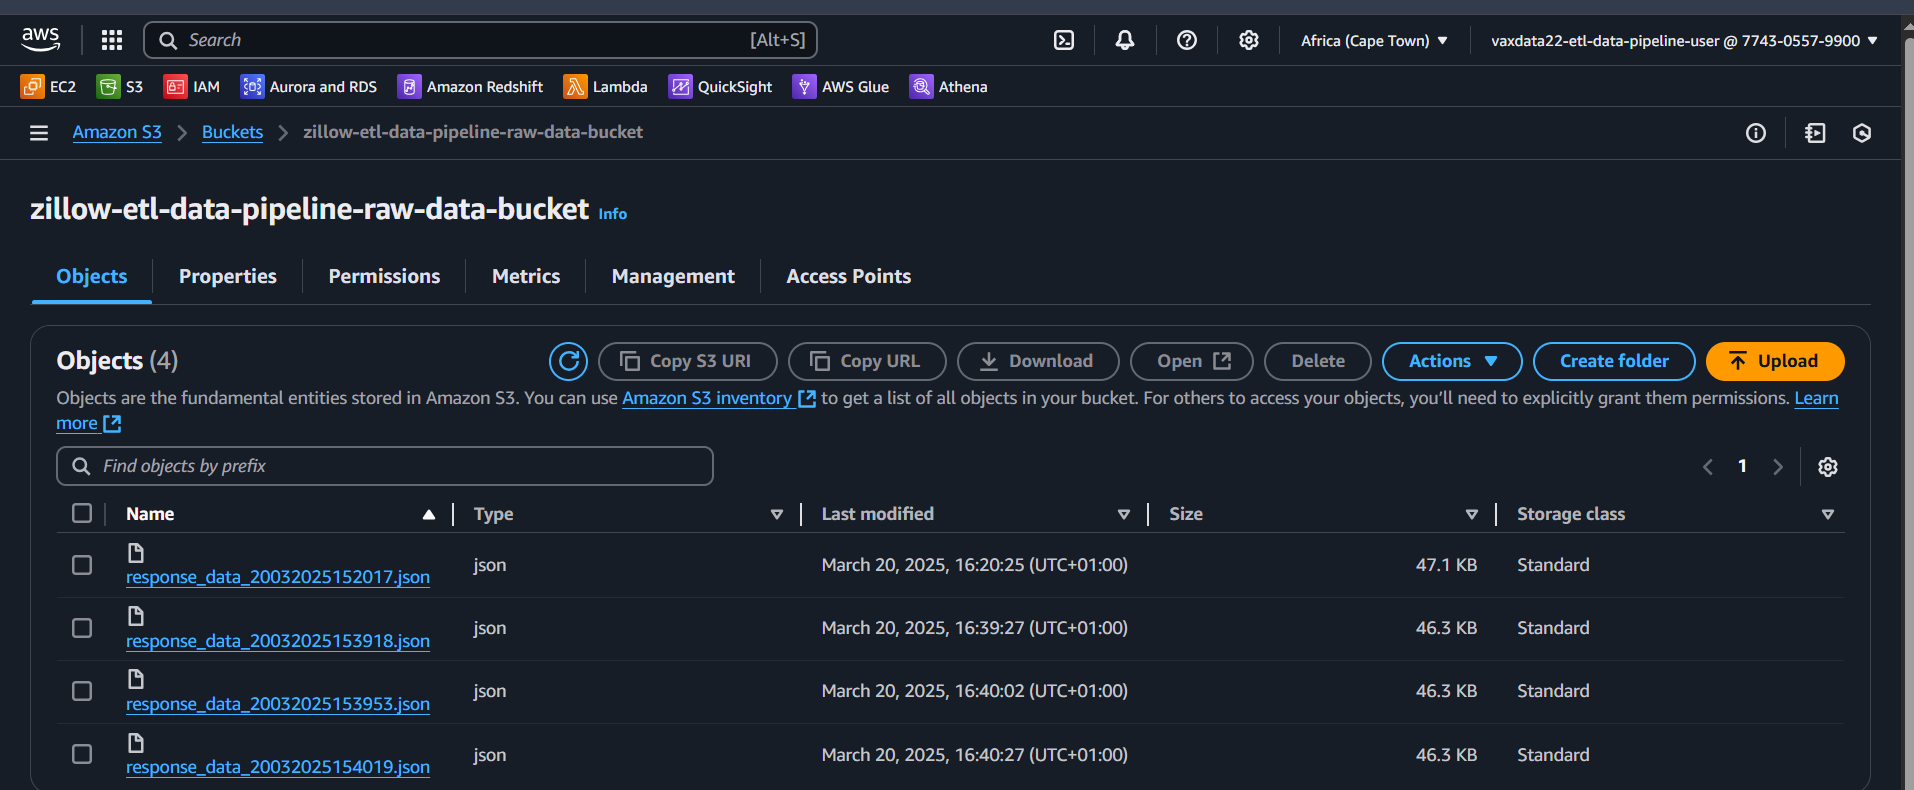 aws Search [Alt+S] Africa (Cape Town) vaxdata22-etl-data-pipeline-user @ 7743-0557-9900
EC2 S3 IAM Aurora and RDS Amazon Redshift Lambda QuickSight AWS Glue Athena
Amazon S3 Buckets zillow-etl-data-pipeline-raw-data-bucket
zillow-etl-data-pipeline-raw-data-bucket Info
Objects Properties Permissions Metrics Management Access Points
Objects (4) Copy S3 URI Copy URL Download Open Delete Actions Create folder Upload
Objects are the fundamental entities stored in Amazon S3. You can use Amazon S3 inventory to get a list of all objects in your bucket. For others to access your objects, you’ll need to explicitly grant them permissions. Learn
more
Find objects by prefix 1
Name Type Last modified Size Storage class
response_data_20032025152017.json json March 20, 2025, 16:20:25 (UTC+01:00) 47.1 KB Standard
response_data_20032025153918.json json March 20, 2025, 16:39:27 (UTC+01:00) 46.3 KB Standard
response_data_20032025153953.json json March 20, 2025, 16:40:02 (UTC+01:00) 46.3 KB Standard
response_data_20032025154019.json json March 20, 2025, 16:40:27 (UTC+01:00) 46.3 KB Standard